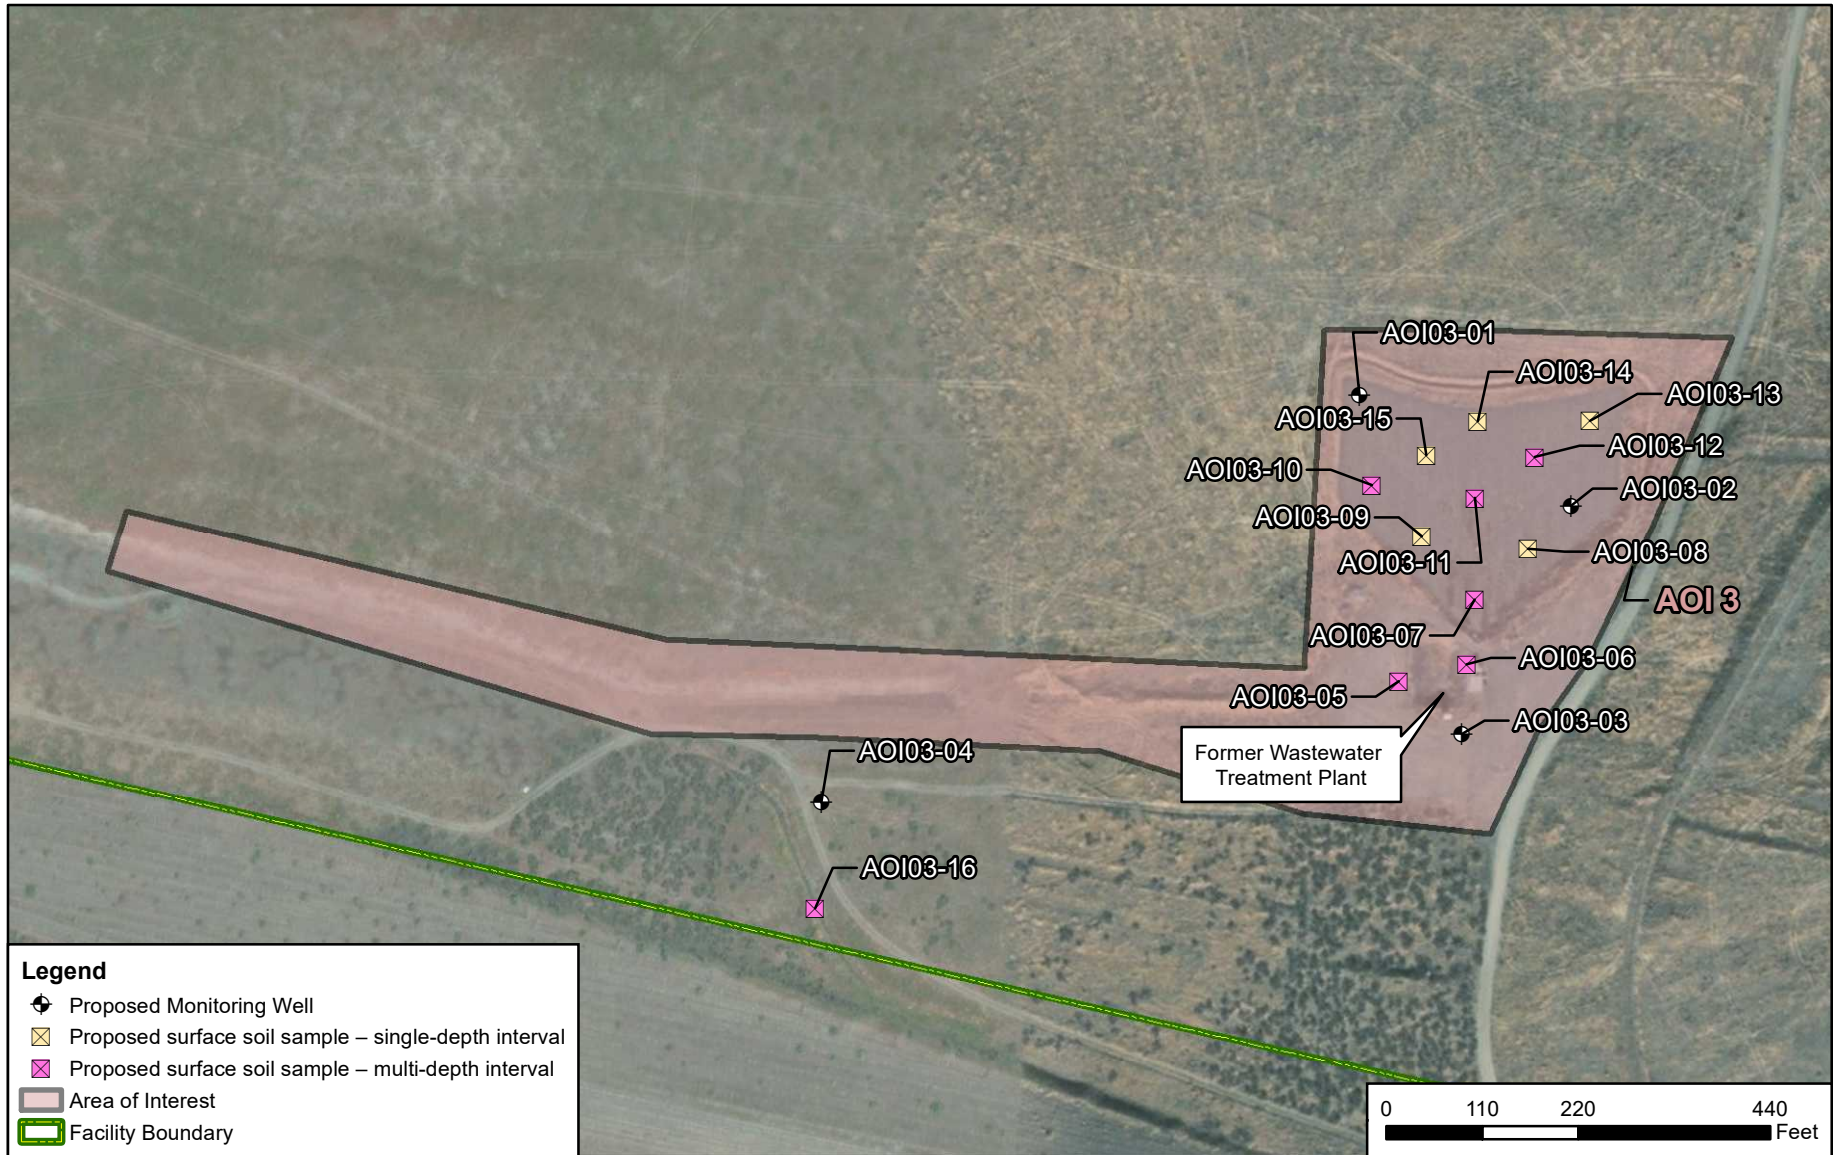 AOI03-01
AOI03-14
AOI03-13
AOI03-15
AOI03-12
AOI03-10
AOI03-02
AOI03-09
AOI03-08
AOI03-11
AOI 3
AOI03-07
AOI03-06
AOI03-05
AOI03-03
Former Wastewater
Treatment Plant
AOI03-04
AOI03-16
Legend
Proposed Monitoring Well
Proposed surface soil sample – single-depth interval
Proposed surface soil sample – multi-depth interval
Area of Interest
Facility Boundary
0 110 220 440
Feet